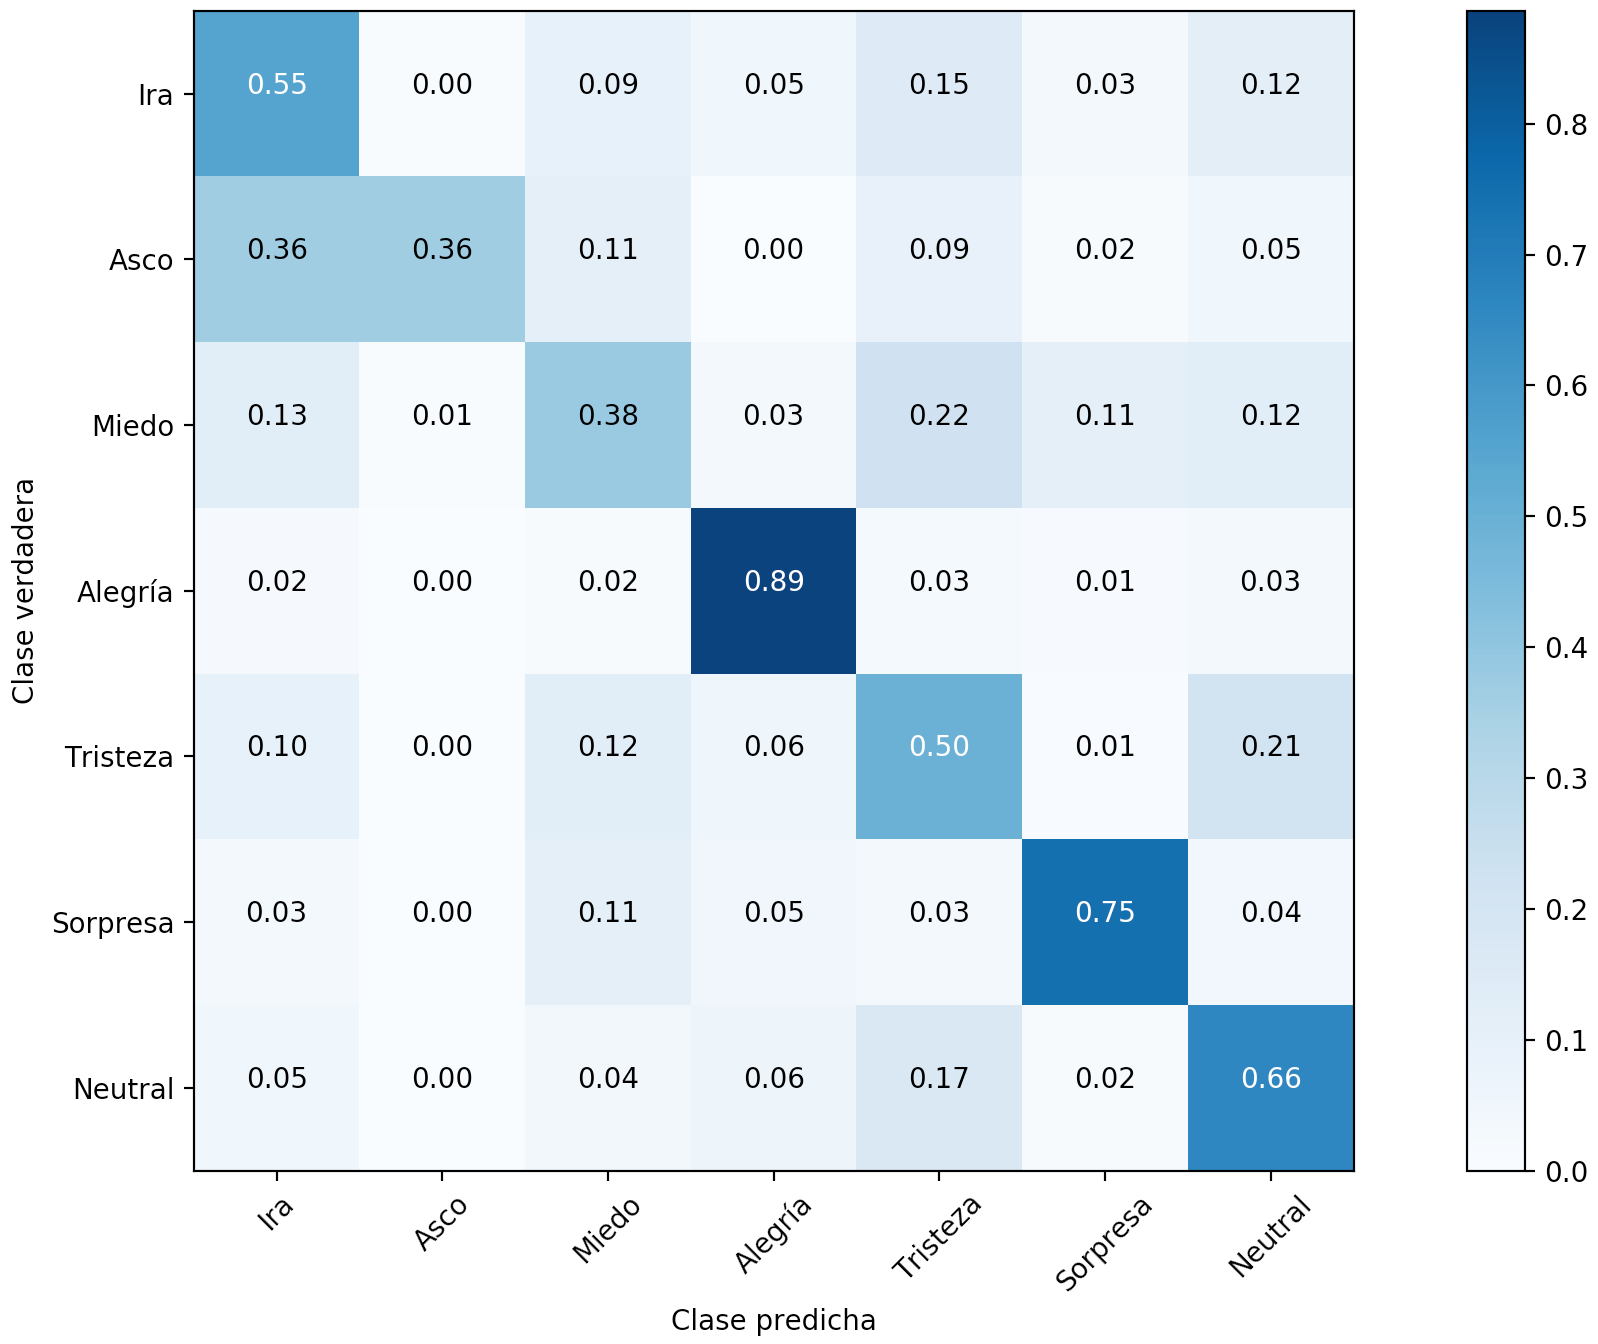 Clase verdadera
Ira 0.55 0.00 0.09 0.05 0.15 0.03 0.12
Asco 0.36 0.36 0.11 0.00 0.09 0.02 0.05
Miedo 0.13 0.01 0.38 0.03 0.22 0.11 0.12
Alegría 0.02 0.00 0.02 0.89 0.03 0.01 0.03
Tristeza 0.10 0.00 0.12 0.06 0.50 0.01 0.21
Sorpresa 0.03 0.00 0.11 0.05 0.03 0.75 0.04
Neutral 0.05 0.00 0.04 0.06 0.17 0.02 0.66
Ira Asco Miedo Alegría Tristeza Sorpresa Neutral
Clase predicha
0.8
0.7
0.6
0.5
0.4
0.3
0.2
0.1
0.0